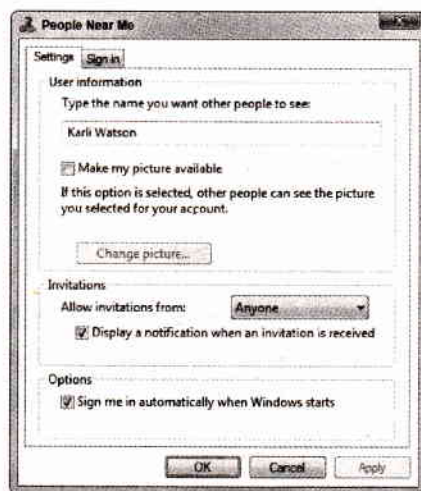 People Near Me
Settings Sign in
User information
Type the name you want other people to see:
Karli Watson
Make my picture available
If this option is selected, other people can see the picture
you selected for your account.
Change picture...
Invitations
Allow invitations from: Anyone
Display a notification when an invitation is received
Options
Sign me in automatically when Windows starts
OK Cancel Apply